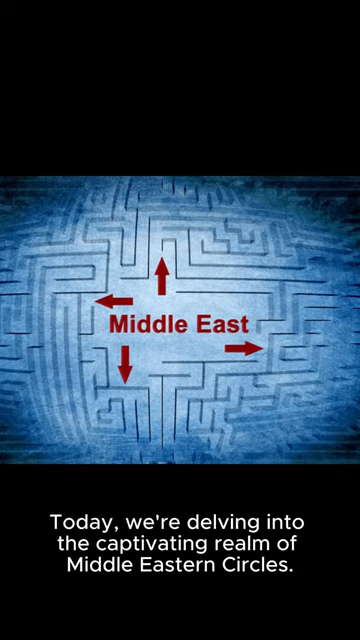 Middle East
Today, we're delving into
the captivating realm of
Middle Eastern Circles.